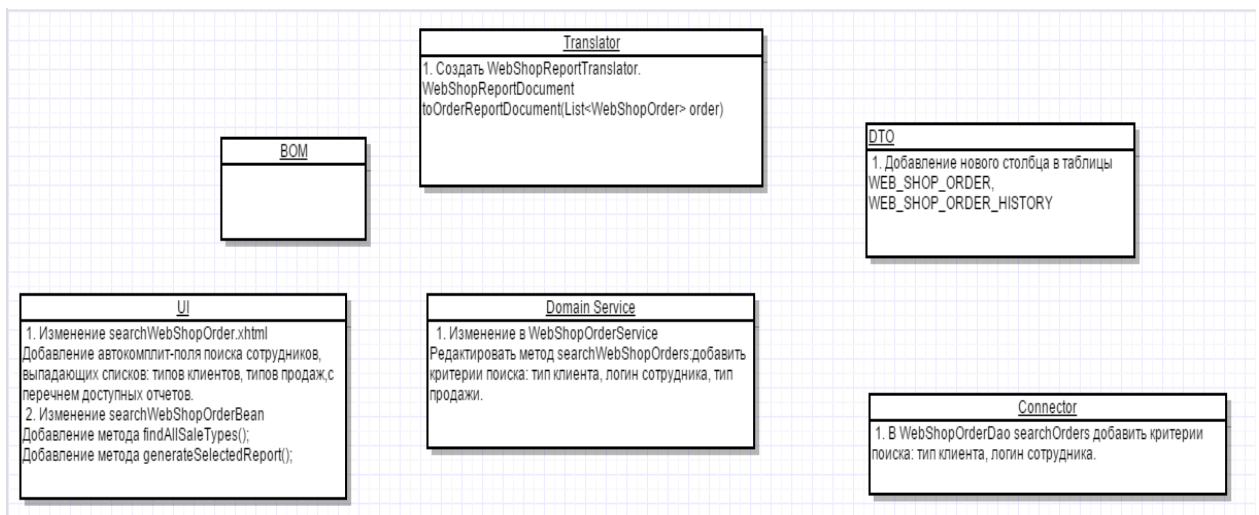 Translator
1. Создать WebShopReportTranslator.
WebShopReportDocument
toOrderReportDocument(List<WebShopOrder> order)
BOM
DTO
1. Добавление нового столбца в таблицы
WEB_SHOP_ORDER,
WEB_SHOP_ORDER_HISTORY
UI
1. Изменение searchWebShopOrder.xhtml
Добавление автокомплит-поля поиска сотрудников,
выпадающих списков: типов клиентов, типов продаж,с
перечнем доступных отчетов.
2. Изменение searchWebShopOrderBean
Добавление метода findAllSaleTypes();
Добавление метода generateSelectedReport();
Domain Service
1. Изменение в WebShopOrderService
Редактировать метод searchWebShopOrders:добавить
критерии поиска: тип клиента, логин сотрудника, тип
продажи.
Connector
1. В WebShopOrderDao searchOrders добавить критерии
поиска: тип клиента, логин сотрудника.